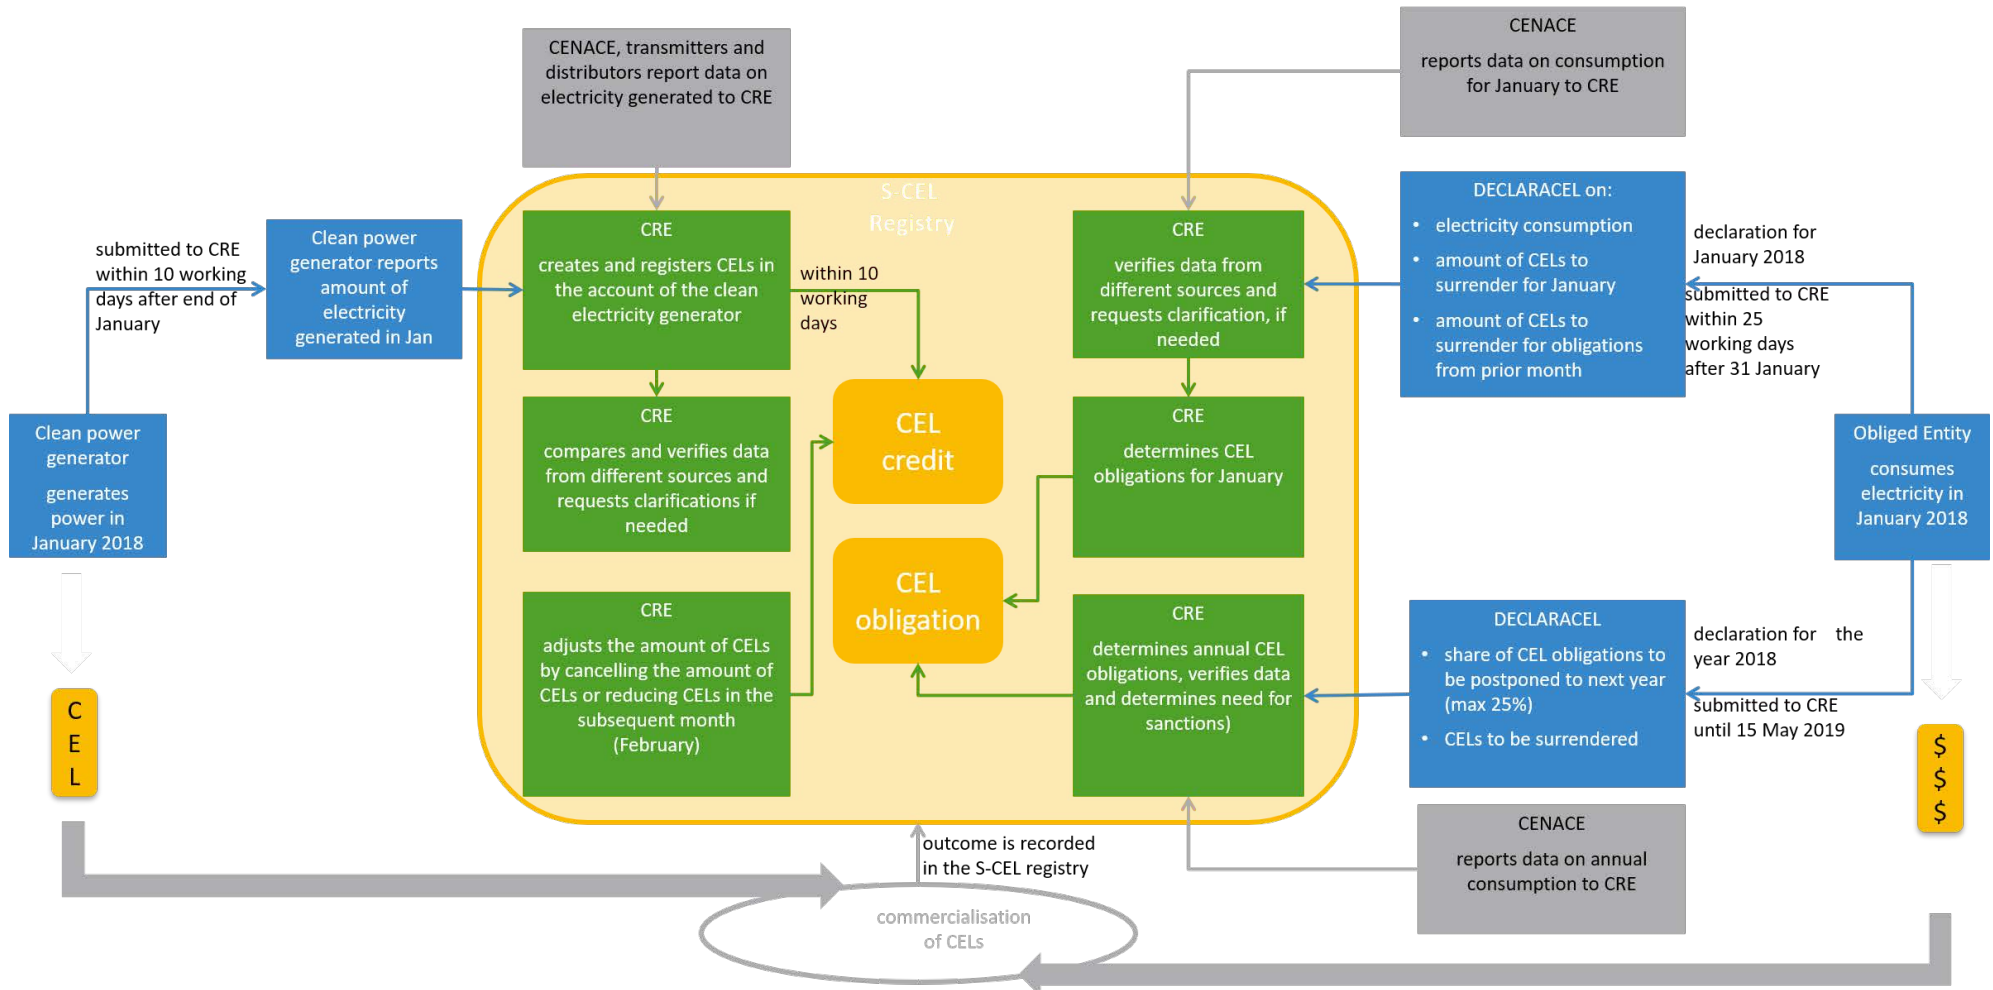 CENACE, transmitters and
distributors report data on
electricity generated to CRE
CENACE
reports data on consumption
for January to CRE
S-CEL
Registry
submitted to CRE
within 10 working
days after end of
January
Clean power
generator reports
amount of
electricity
generated in Jan
CRE
creates and registers CELs in
the account of the clean
electricity generator
within 10
working
days
CRE
verifies data from
different sources and
requests clarification, if
needed
DECLARACEL on:
• electricity consumption
• amount of CELs to
surrender for January
• amount of CELs to
surrender for obligations
from prior month
declaration for
January 2018
submitted to CRE
within 25
working days
after 31 January
Clean power
generator
generates
power in
January 2018
CRE
compares and verifies data
from different sources and
requests clarifications if
needed
CEL
credit
CRE
determines CEL
obligations for January
Obliged Entity
consumes
electricity in
January 2018
CEL
obligation
CRE
adjusts the amount of CELs
by cancelling the amount of
CELs or reducing CELs in the
subsequent month
(February)
CRE
determines annual CEL
obligations, verifies data
and determines need for
sanctions)
DECLARACEL
• share of CEL obligations to
be postponed to next year
(max 25%)
• CELs to be surrendered
declaration for the
year 2018
submitted to CRE
until 15 May 2019
C
E
L
$
$
$
outcome is recorded
in the S-CEL registry
CENACE
reports data on annual
consumption to CRE
commercialisation
of CELs